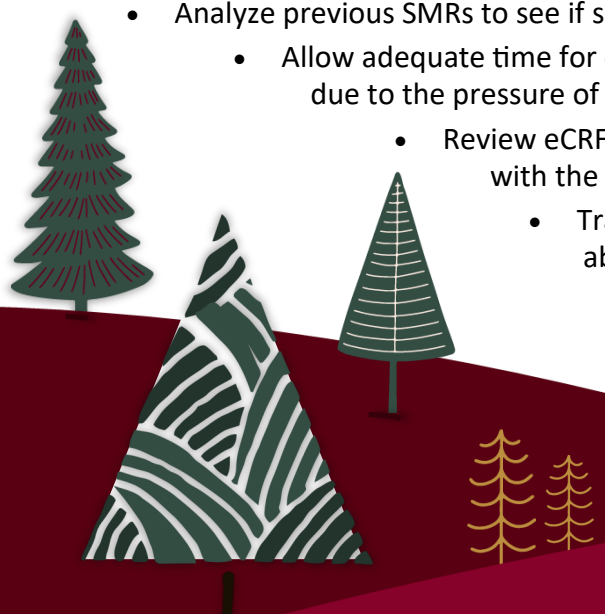 • Analyze previous SMRs to see if s
• Allow adequate time for
due to the pressure of
• Review eCRF
with the
• Tra
ab